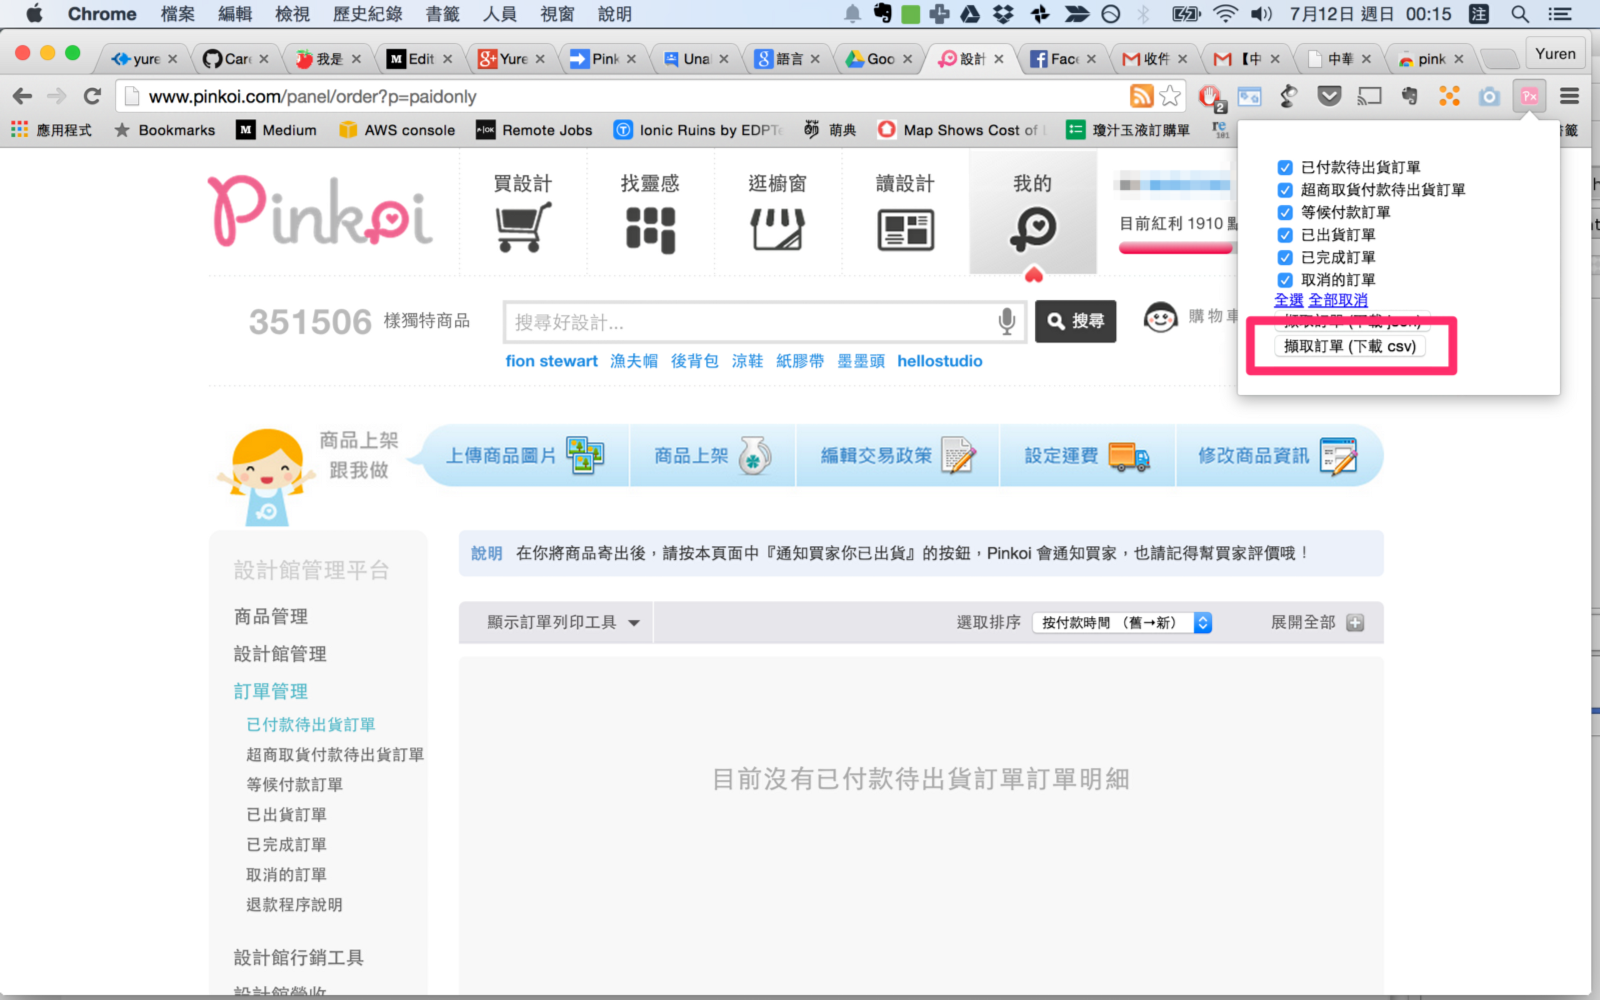 Chrome 檔案 編輯 檢視 歷史紀錄 書籤 人員 視窗 說明 7月12日 週日 00:15 注
yure Car 我是 Edit Yure Pink Una 語言 Goo 設計 Face 收件 【中 中華 pink Yuren
www.pinkoi.com/panel/order?p=paidonly 2
應用程式 Bookmarks Medium AWS console Remote Jobs Ionic Ruins by EDPT 萌典 Map Shows Cost of 瓊汁玉液訂購單 re 101 籤
已付款待出貨訂單
超商取貨付款待出貨訂單
等候付款訂單
已出貨訂單
已完成訂單
取消的訂單
全選 全部取消
擷取訂單 (下載 json)
擷取訂單 (下載 csv)
Pinkoi
買設計 找靈感 逛櫥窗 讀設計 我的
目前紅利 1910 點
351506 樣獨特商品
搜尋好設計...
搜尋
購物車
fion stewart 漁夫帽 後背包 涼鞋 紙膠帶 墨墨頭 hellostudio
商品上架
跟我做
上傳商品圖片 商品上架 編輯交易政策 設定運費 修改商品資訊
設計館管理平台
商品管理
設計館管理
訂單管理
已付款待出貨訂單
超商取貨付款待出貨訂單
等候付款訂單
已出貨訂單
已完成訂單
取消的訂單
退款程序說明
設計館行銷工具
設計館營收
說明 在你將商品寄出後，請按本頁面中『通知買家你已出貨』的按鈕，Pinkoi 會通知買家，也請記得幫買家評價哦！
顯示訂單列印工具 選取排序 按付款時間 （舊→新） 展開全部
目前沒有已付款待出貨訂單訂單明細